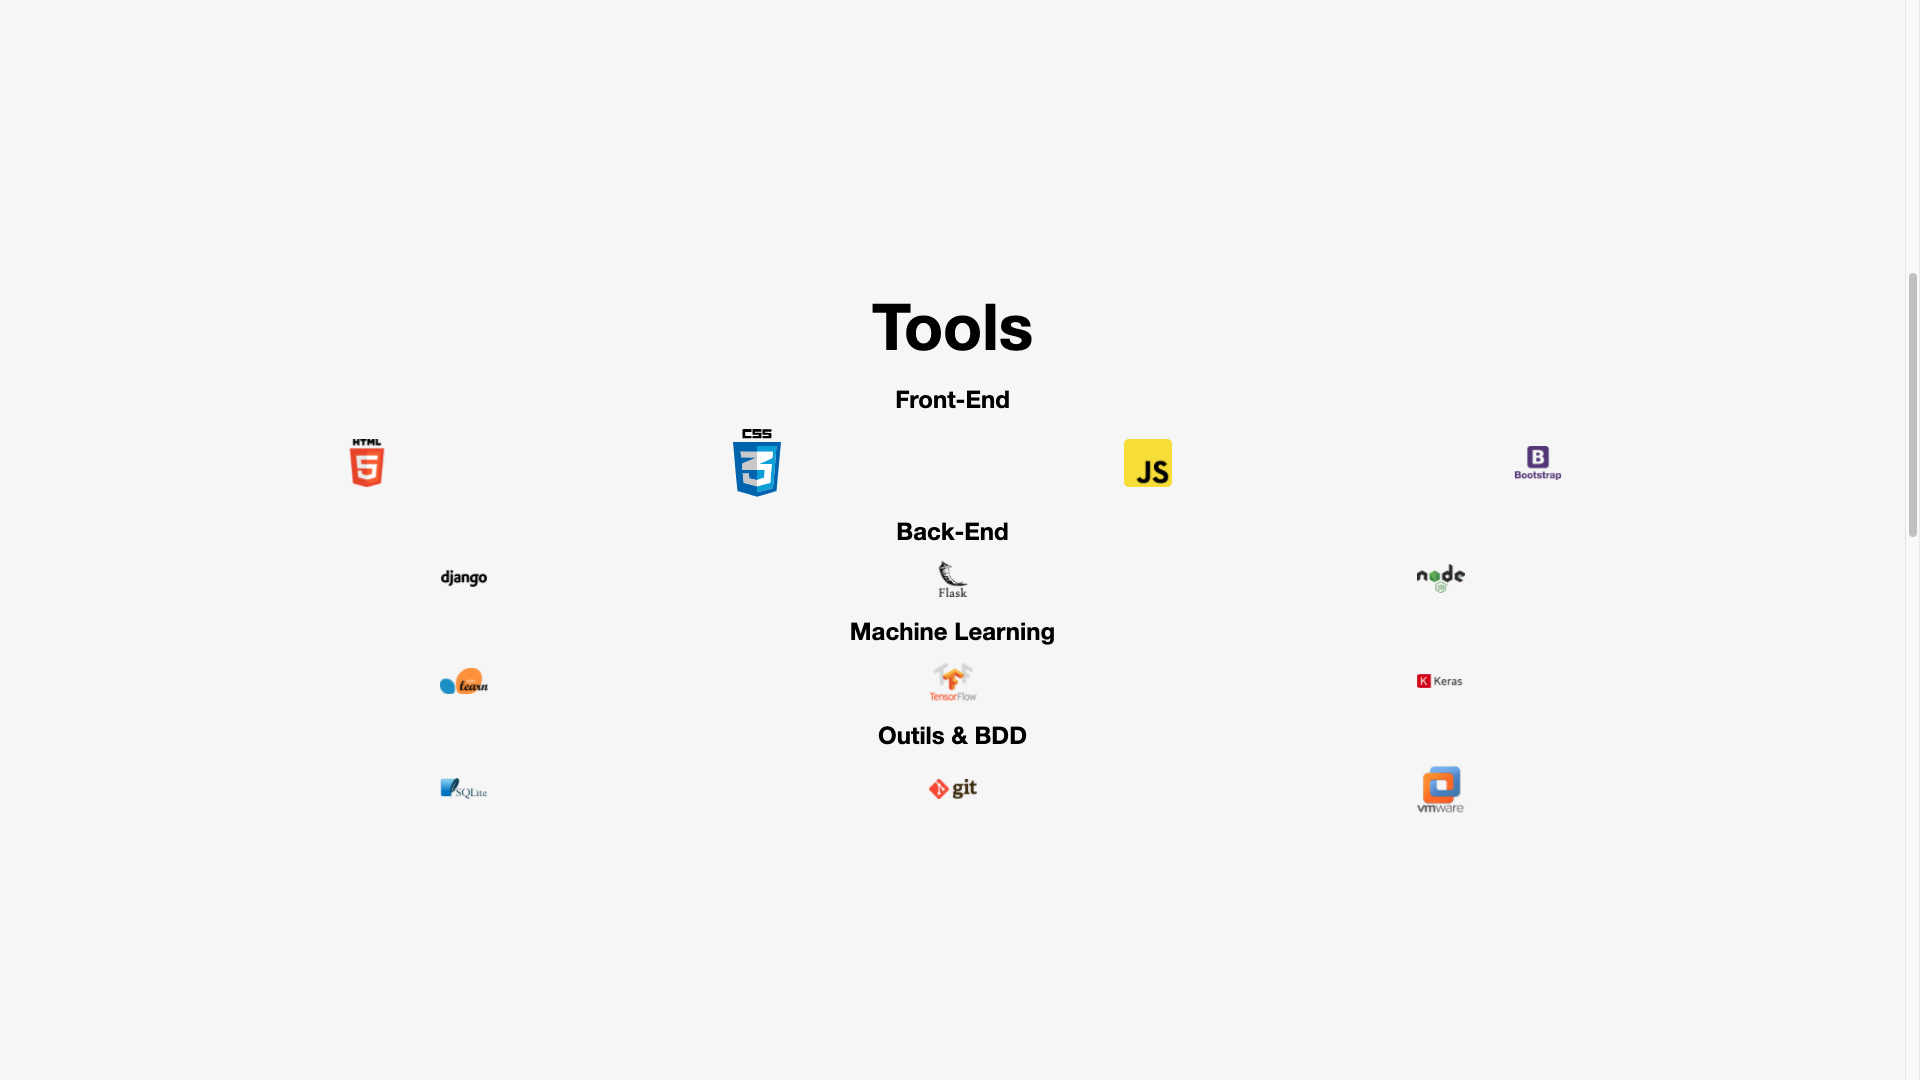 Tools
Front-End
HTML
5
CSS
3
JS
B
Bootstrap
Back-End
django
Flask
node
JS
Machine Learning
learn
TensorFlow
K Keras
Outils & BDD
SQLite
git
vmware